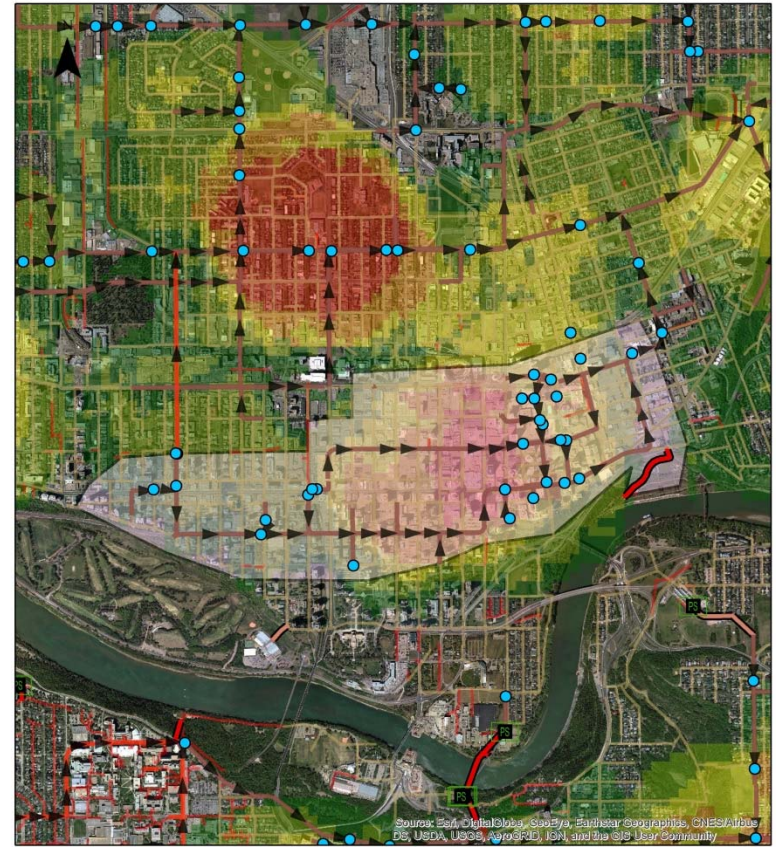 PS
PS
PS
PS
Source: Esri, DigitalGlobe, GeoEye, Earthstar Geographics, CNES/Airbus
DS, USDA, USGS, AeroGRID, IGN, and the GIS User Community